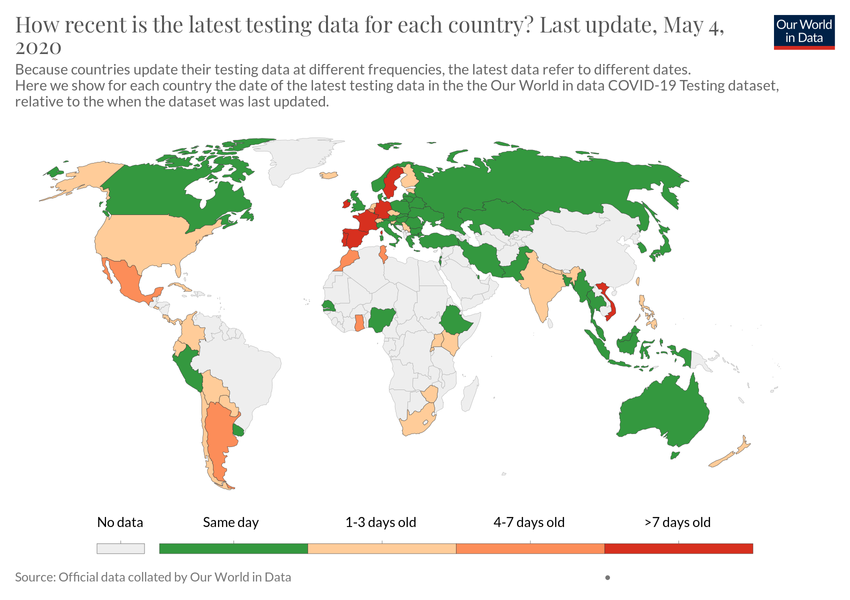 How recent is the latest testing data for each country? Last update, May 4,
2020
Our World
in Data
Because countries update their testing data at different frequencies, the latest data refer to different dates.
Here we show for each country the date of the latest testing data in the the Our World in data COVID-19 Testing dataset,
relative to the when the dataset was last updated.
No data
Same day
1-3 days old
4-7 days old
>7 days old
Source: Official data collated by Our World in Data